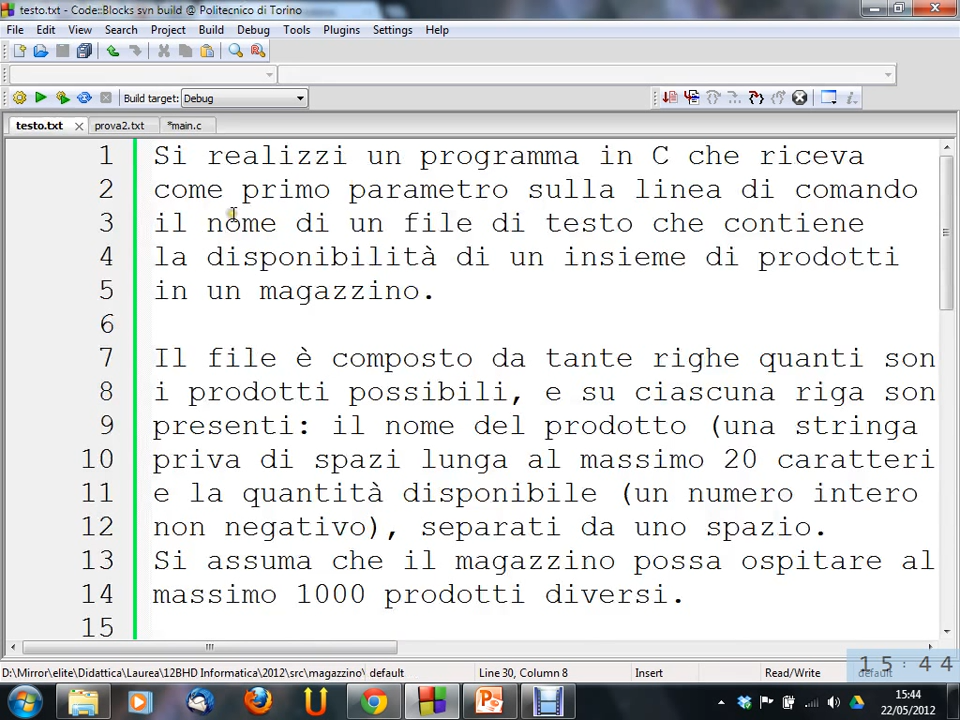 testo.txt - Code::Blocks svn build @ Politecnico di Torino
File Edit View Search Project Build Debug Tools Plugins Settings Help
Build target: Debug
testo.txt prova2.txt *main.c
1 Si realizzi un programma in C che riceva
2 come primo parametro sulla linea di comando
3 il nome di un file di testo che contiene
4 la disponibilità di un insieme di prodotti
5 in un magazzino.
6
7 Il file è composto da tante righe quanti son
8 i prodotti possibili, e su ciascuna riga son
9 presenti: il nome del prodotto (una stringa
10 priva di spazi lunga al massimo 20 caratteri
11 e la quantità disponibile (un numero intero
12 non negativo), separati da uno spazio.
13 Si assuma che il magazzino possa ospitare al
14 massimo 1000 prodotti diversi.
15
D:\Mirror\elite\Didattica\Laurea\12BHD Informatica\2012\src\magazzino\ default Line 30, Column 8 Insert Read/Write default
15:44
15:44
22/05/2012